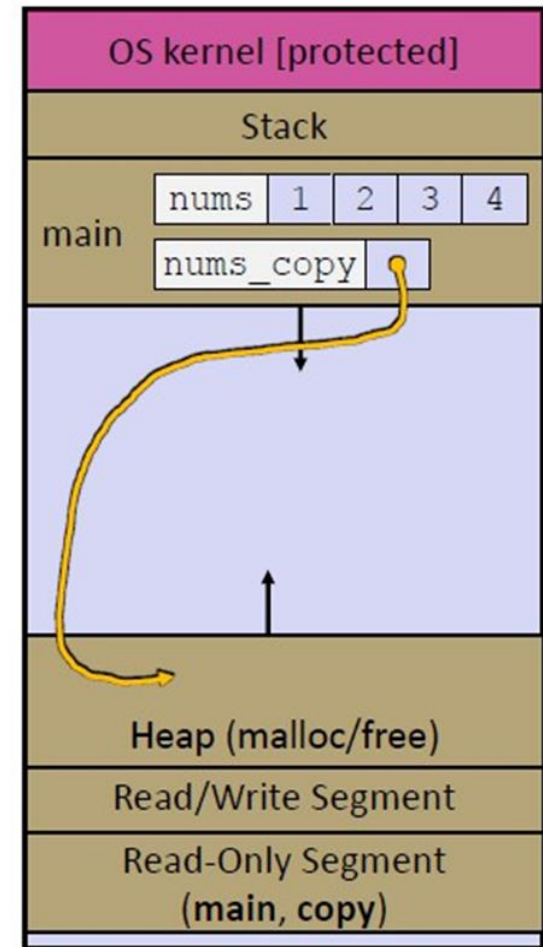 OS kernel [protected]
Stack
main
nums 1 2 3 4
nums_copy
Heap (malloc/free)
Read/Write Segment
Read-Only Segment
(main, copy)